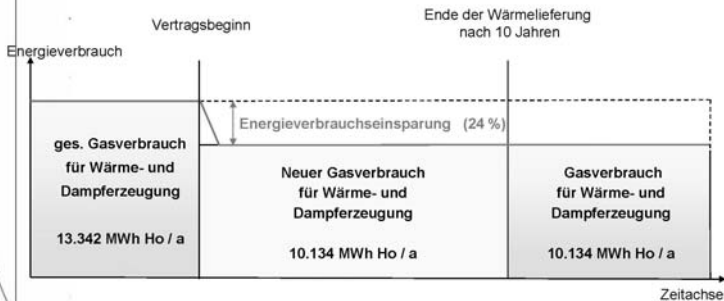 Vertragsbeginn
Ende der Wärmelieferung
nach 10 Jahren
Energieverbrauch
Energieverbrauchseinsparung (24 %)
ges. Gasverbrauch
für Wärme- und
Dampferzeugung
13.342 MWh Ho / a
Neuer Gasverbrauch
für Wärme- und
Dampferzeugung
10.134 MWh Ho / a
Gasverbrauch
für Wärme- und
Dampferzeugung
10.134 MWh Ho / a
Zeitachse